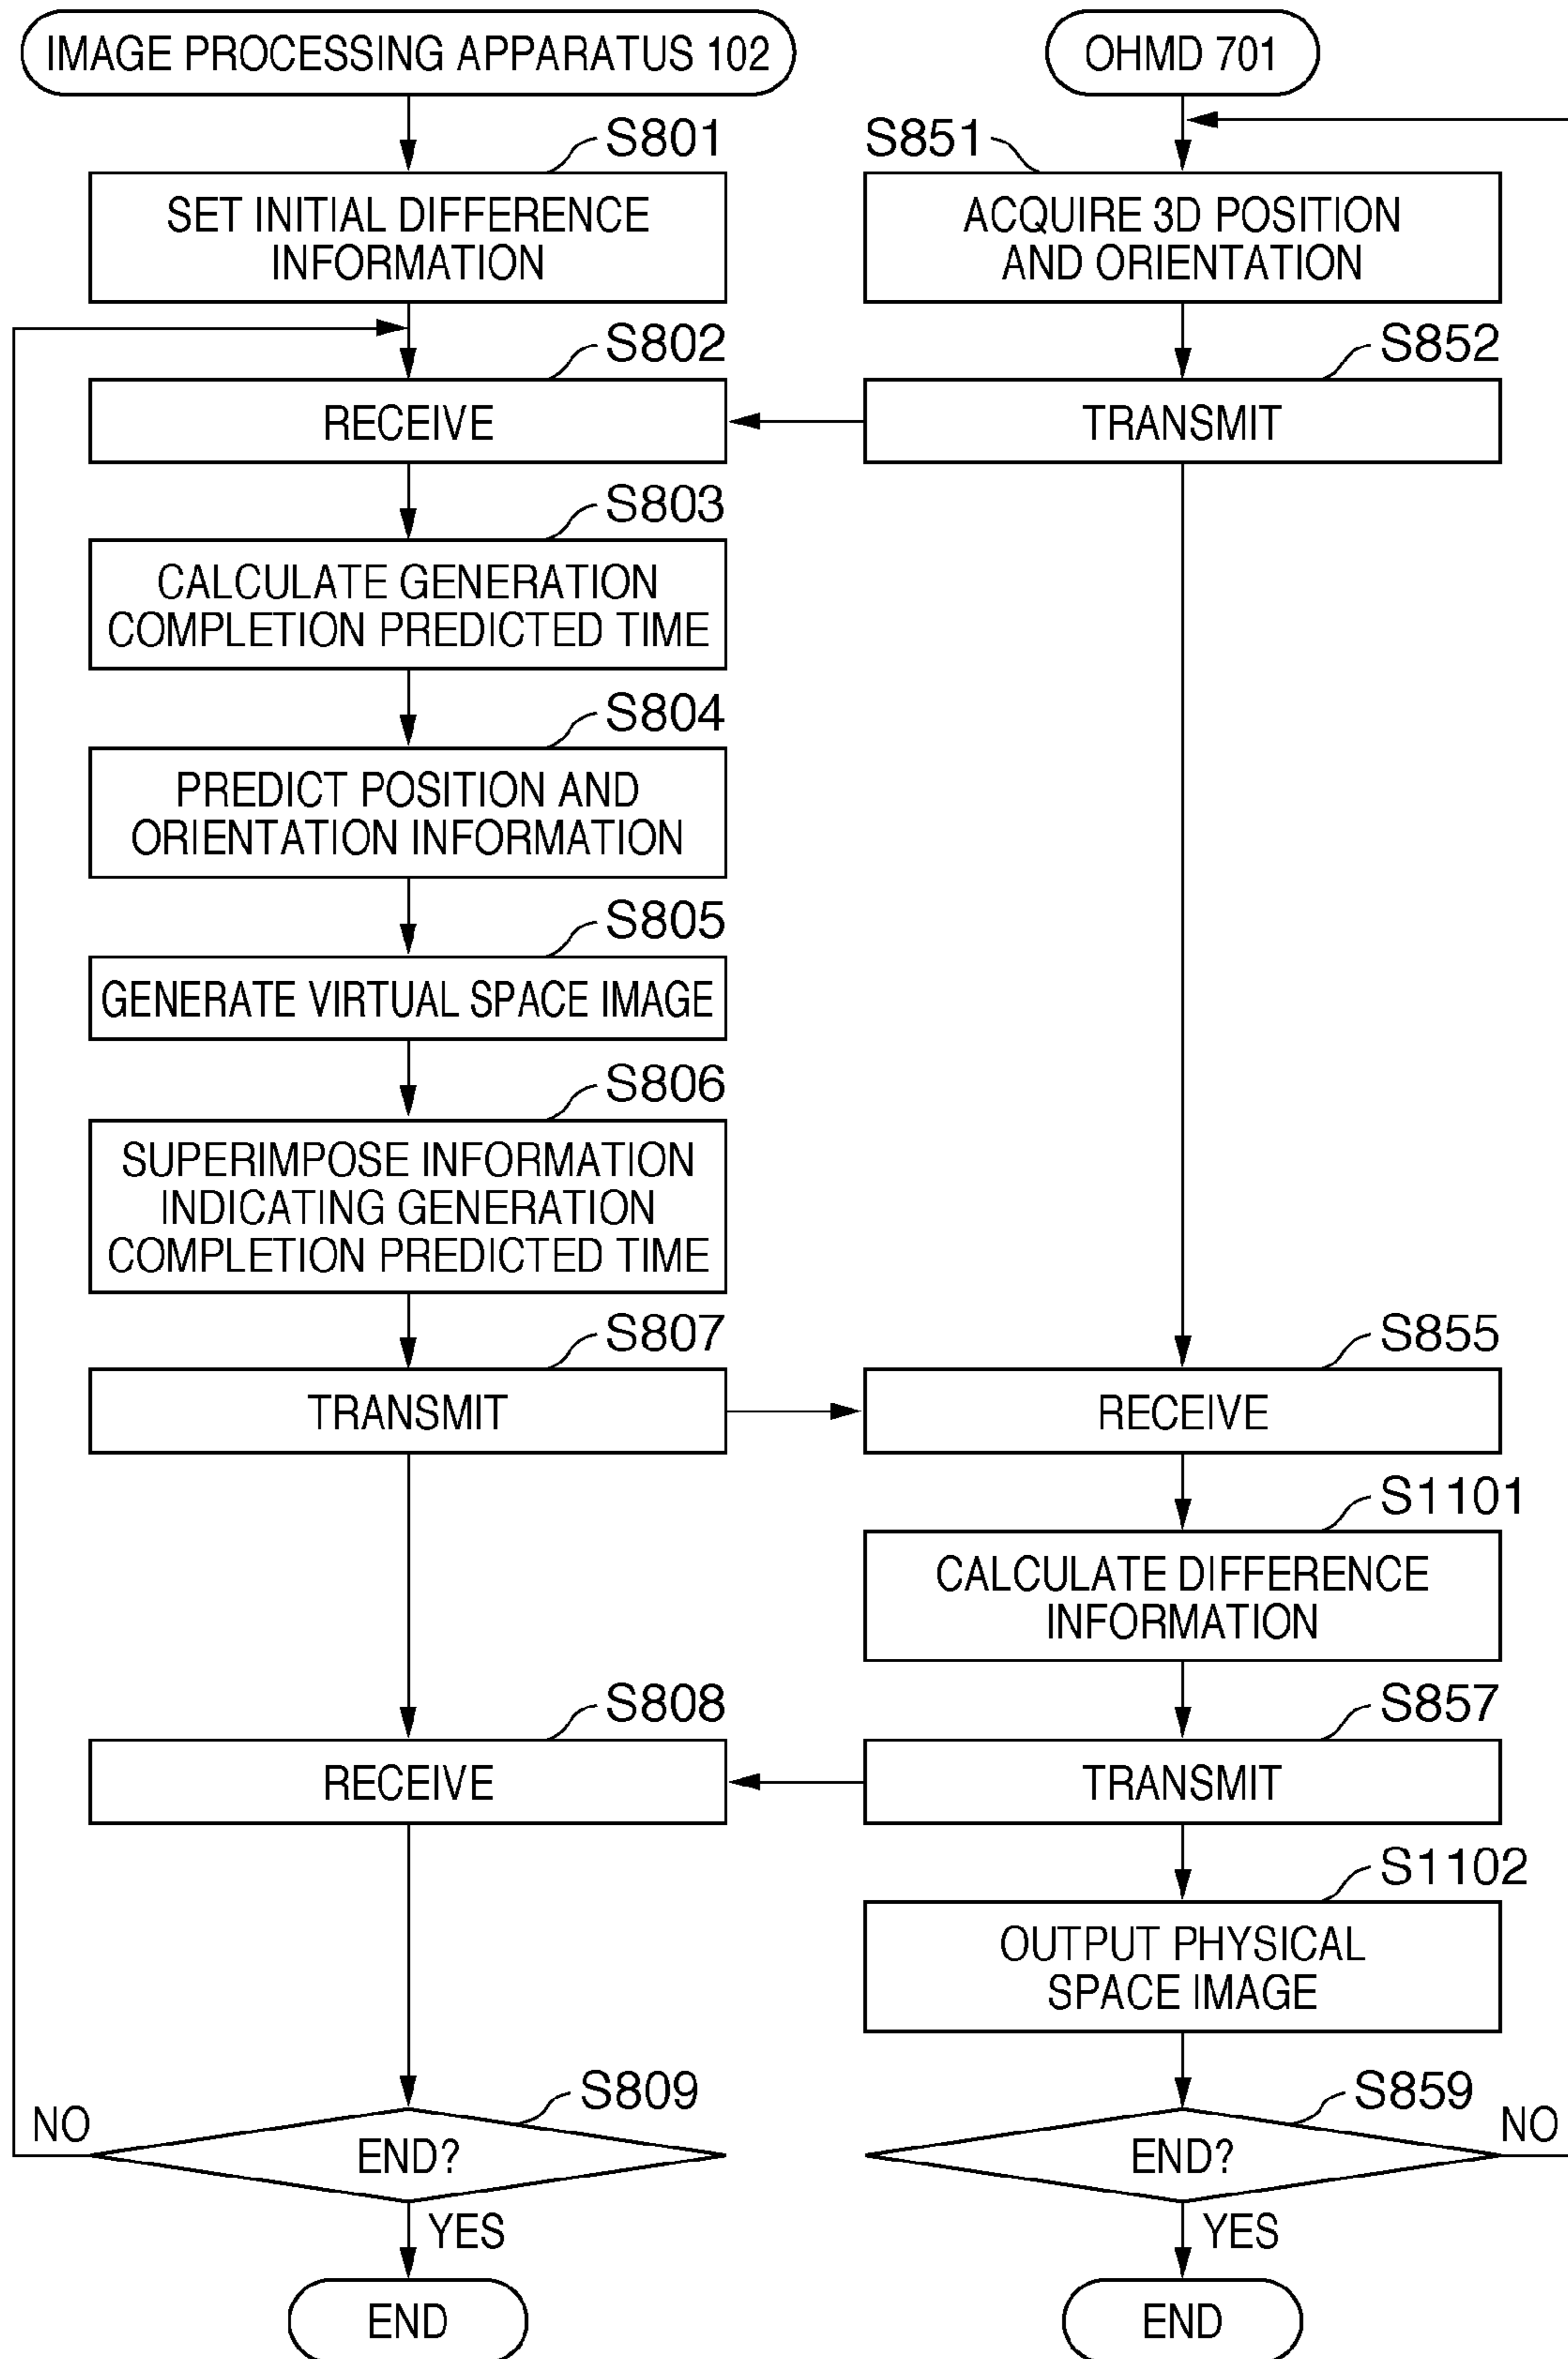 IMAGE PROCESSING APPARATUS 102
S801
SET INITIAL DIFFERENCE
INFORMATION
S802
RECEIVE
S803
CALCULATE GENERATION
COMPLETION PREDICTED TIME
S804
PREDICT POSITION AND
ORIENTATION INFORMATION
S805
GENERATE VIRTUAL SPACE IMAGE
S806
SUPERIMPOSE INFORMATION
INDICATING GENERATION
COMPLETION PREDICTED TIME
S807
TRANSMIT
S808
RECEIVE
S809
NO
END?
YES
END
OHMD 701
S851
ACQUIRE 3D POSITION
AND ORIENTATION
S852
TRANSMIT
S855
RECEIVE
S1101
CALCULATE DIFFERENCE
INFORMATION
S857
TRANSMIT
S1102
OUTPUT PHYSICAL
SPACE IMAGE
S859
NO
END?
YES
END